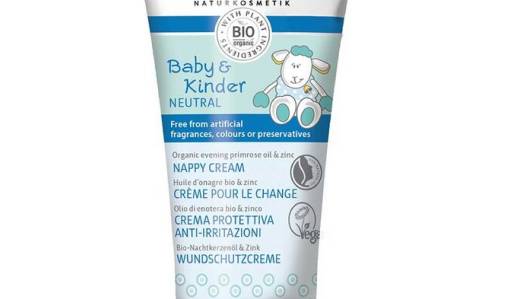 NATURKOSMETIK
WITH PLANT INGREDIENTS
BIO
organic
Baby &
Kinder
NEUTRAL
Free from artificial
fragrances, colours or preservatives
Organic evening primrose oil & zinc
NAPPY CREAM
Huile d'onagre bio & zinc
CRÈME POUR LE CHANGE
Olio di enotera bio & zinco
CREMA PROTETTIVA
ANTI-IRRITAZIONI
Bio-Nachtkerzenöl & Zink
WUNDSCHUTZCREME